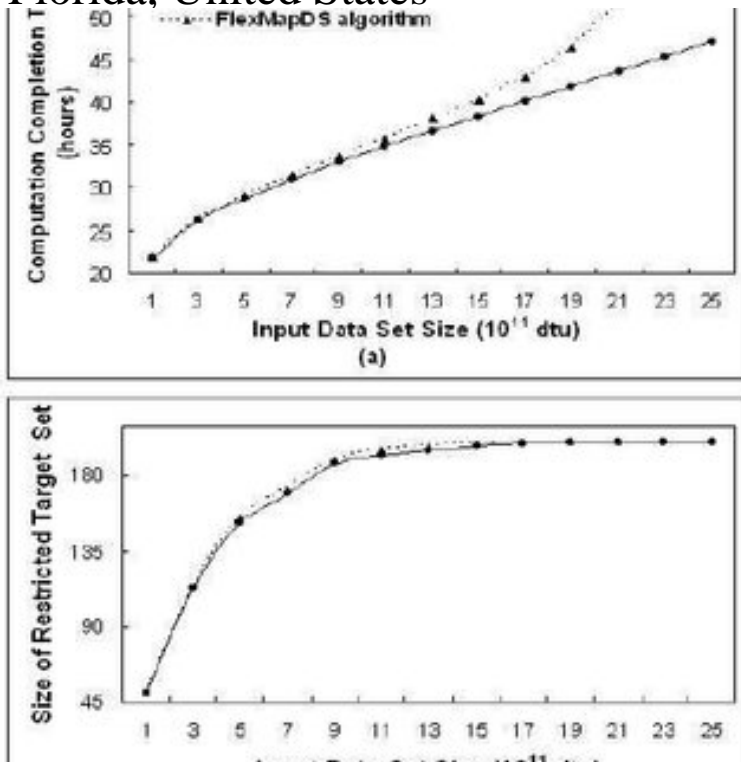 Florida, United States
FlexMapDS algorithm
Computation Completion T
(hours)
50
45
40
35
30
25
20
1 3 5 7 9 11 13 15 17 19 21 23 25
Input Data Set Size (10¹¹ dtu)
(a)
Size of Restricted Target Set
180
135
90
45
1 3 5 7 9 11 13 15 17 19 21 23 25